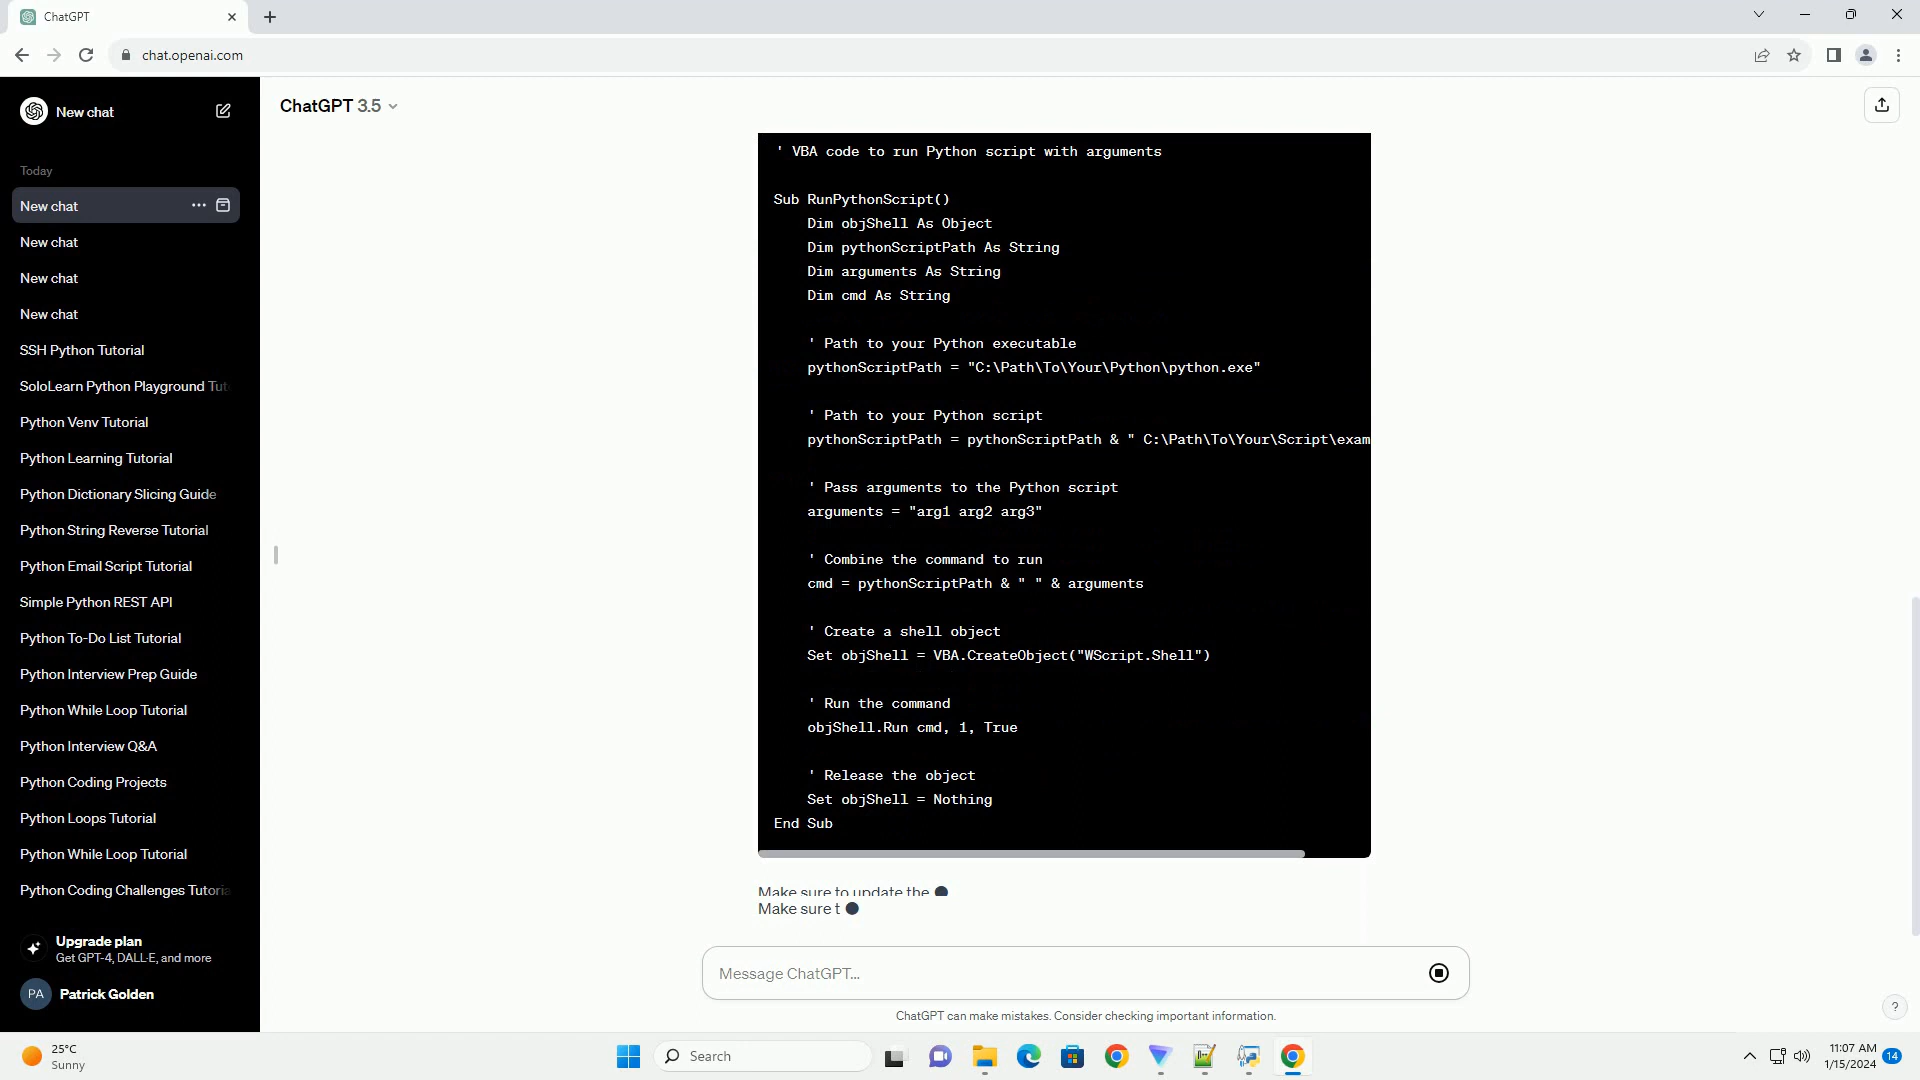 ChatGPT
chat.openai.com
New chat
ChatGPT 3.5
Today
New chat
New chat
New chat
New chat
SSH Python Tutorial
SoloLearn Python Playground Tut
Python Venv Tutorial
Python Learning Tutorial
Python Dictionary Slicing Guide
Python String Reverse Tutorial
Python Email Script Tutorial
Simple Python REST API
Python To-Do List Tutorial
Python Interview Prep Guide
Python While Loop Tutorial
Python Interview Q&A
Python Coding Projects
Python Loops Tutorial
Python While Loop Tutorial
Python Coding Challenges Tutoria
Upgrade plan
Get GPT-4, DALL·E, and more
PA Patrick Golden
' VBA code to run Python script with arguments
Sub RunPythonScript()
Dim objShell As Object
Dim pythonScriptPath As String
Dim arguments As String
Dim cmd As String
' Path to your Python executable
pythonScriptPath = "C:\Path\To\Your\Python\python.exe"
' Path to your Python script
pythonScriptPath = pythonScriptPath & " C:\Path\To\Your\Script\exam
' Pass arguments to the Python script
arguments = "arg1 arg2 arg3"
' Combine the command to run
cmd = pythonScriptPath & " " & arguments
' Create a shell object
Set objShell = VBA.CreateObject("WScript.Shell")
' Run the command
objShell.Run cmd, 1, True
' Release the object
Set objShell = Nothing
End Sub
Make sure to update the
Make sure t
Message ChatGPT...
ChatGPT can make mistakes. Consider checking important information.
?
25°C
Sunny
Search
11:07 AM
1/15/2024
14